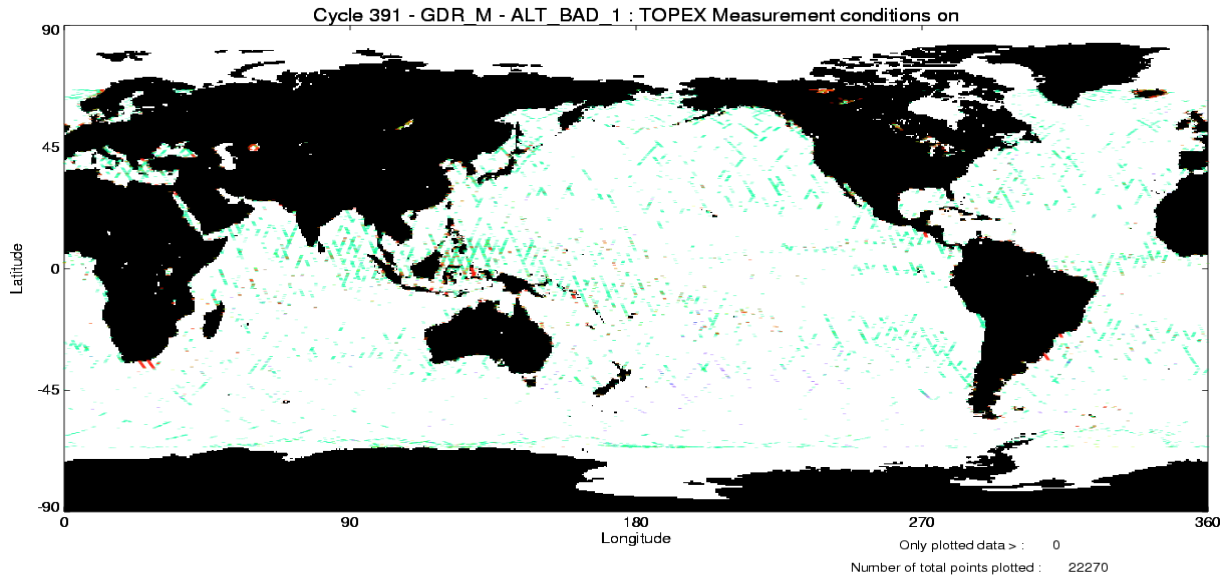 Cycle 391 - GDR_M - ALT_BAD_1 : TOPEX Measurement conditions on
90
45
0
-45
-90
Latitude
0 90 180 270 360
Longitude
Only plotted data > : 0
Number of total points plotted : 22270